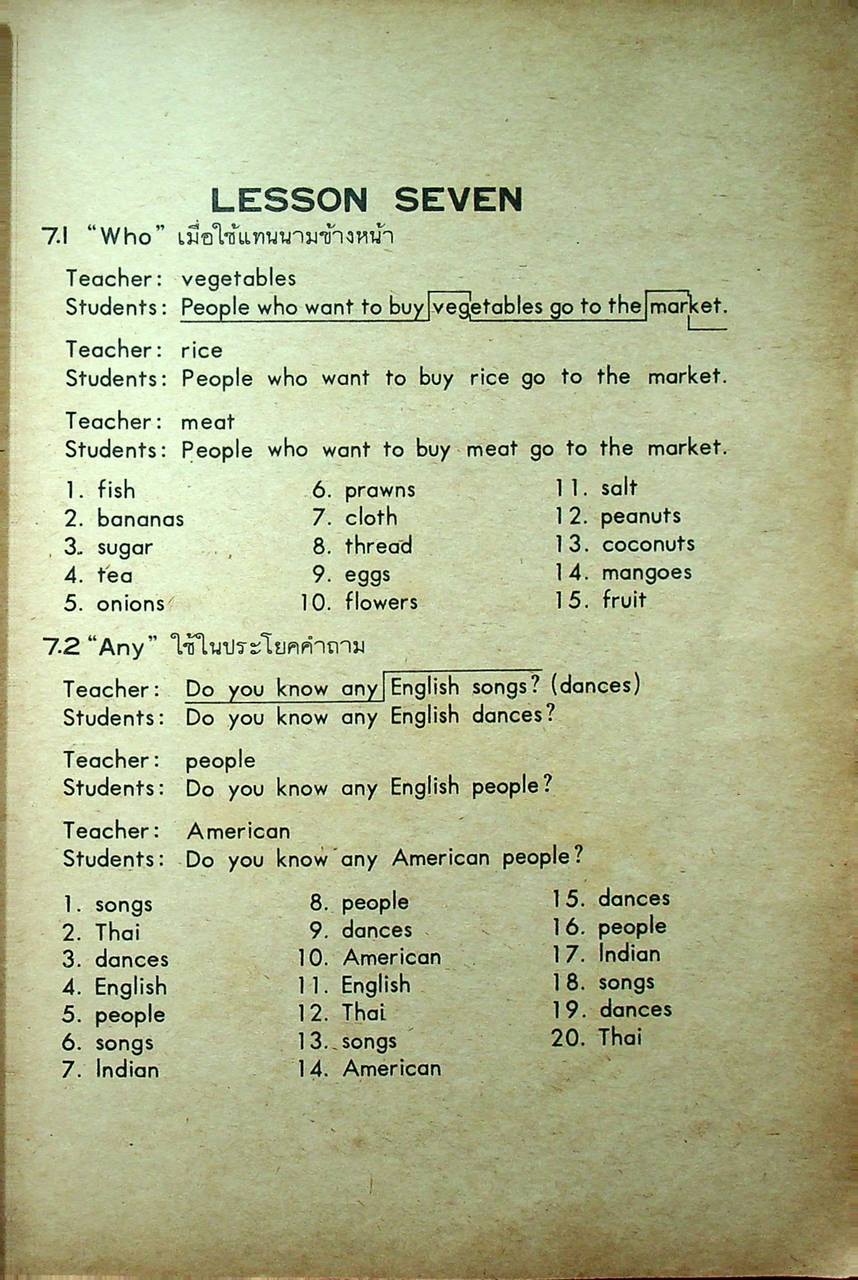 LESSON SEVEN
7.1 “Who” เมื่อใช้แทนนามข้างหน้า
Teacher: vegetables
Students: People who want to buy vegetables go to the market.
Teacher: rice
Students: People who want to buy rice go to the market.
Teacher: meat
Students: People who want to buy meat go to the market.
1. fish 6. prawns 11. salt
2. bananas 7. cloth 12. peanuts
3. sugar 8. thread 13. coconuts
4. tea 9. eggs 14. mangoes
5. onions 10. flowers 15. fruit
7.2 “Any” ใช้ในประโยคคำถาม
Teacher: Do you know any English songs? (dances)
Students: Do you know any English dances?
Teacher: people
Students: Do you know any English people?
Teacher: American
Students: Do you know any American people?
1. songs 8. people 15. dances
2. Thai 9. dances 16. people
3. dances 10. American 17. Indian
4. English 11. English 18. songs
5. people 12. Thai 19. dances
6. songs 13. songs 20. Thai
7. Indian 14. American